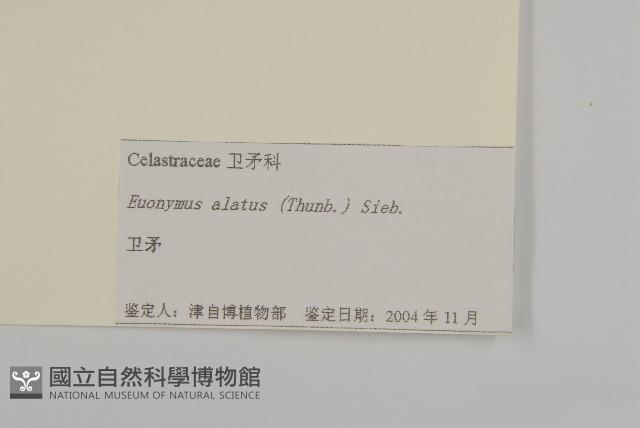 Celastraceae 卫矛科
Euonymus alatus (Thunb.) Sieb.
卫矛
鉴定人：津自博植物部 鉴定日期：2004 年 11 月
國立自然科學博物館
NATIONAL MUSEUM OF NATURAL SCIENCE